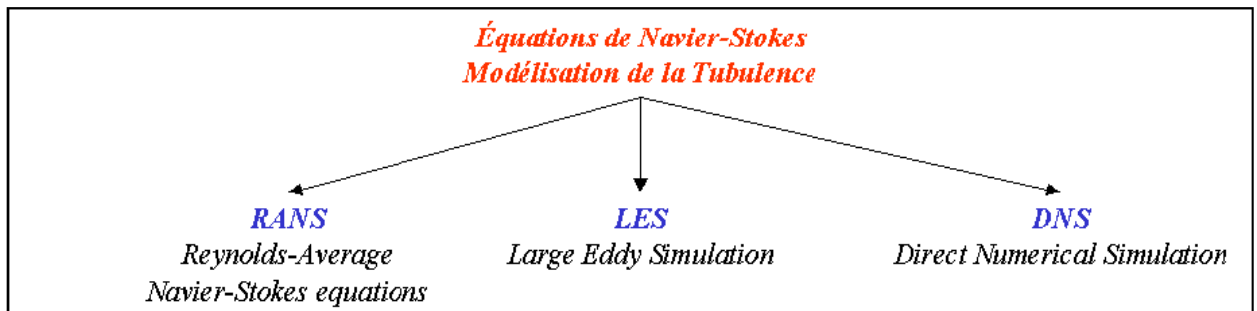 Équations de Navier-Stokes
Modélisation de la Tubulence
RANS
Reynolds-Average
Navier-Stokes equations
LES
Large Eddy Simulation
DNS
Direct Numerical Simulation